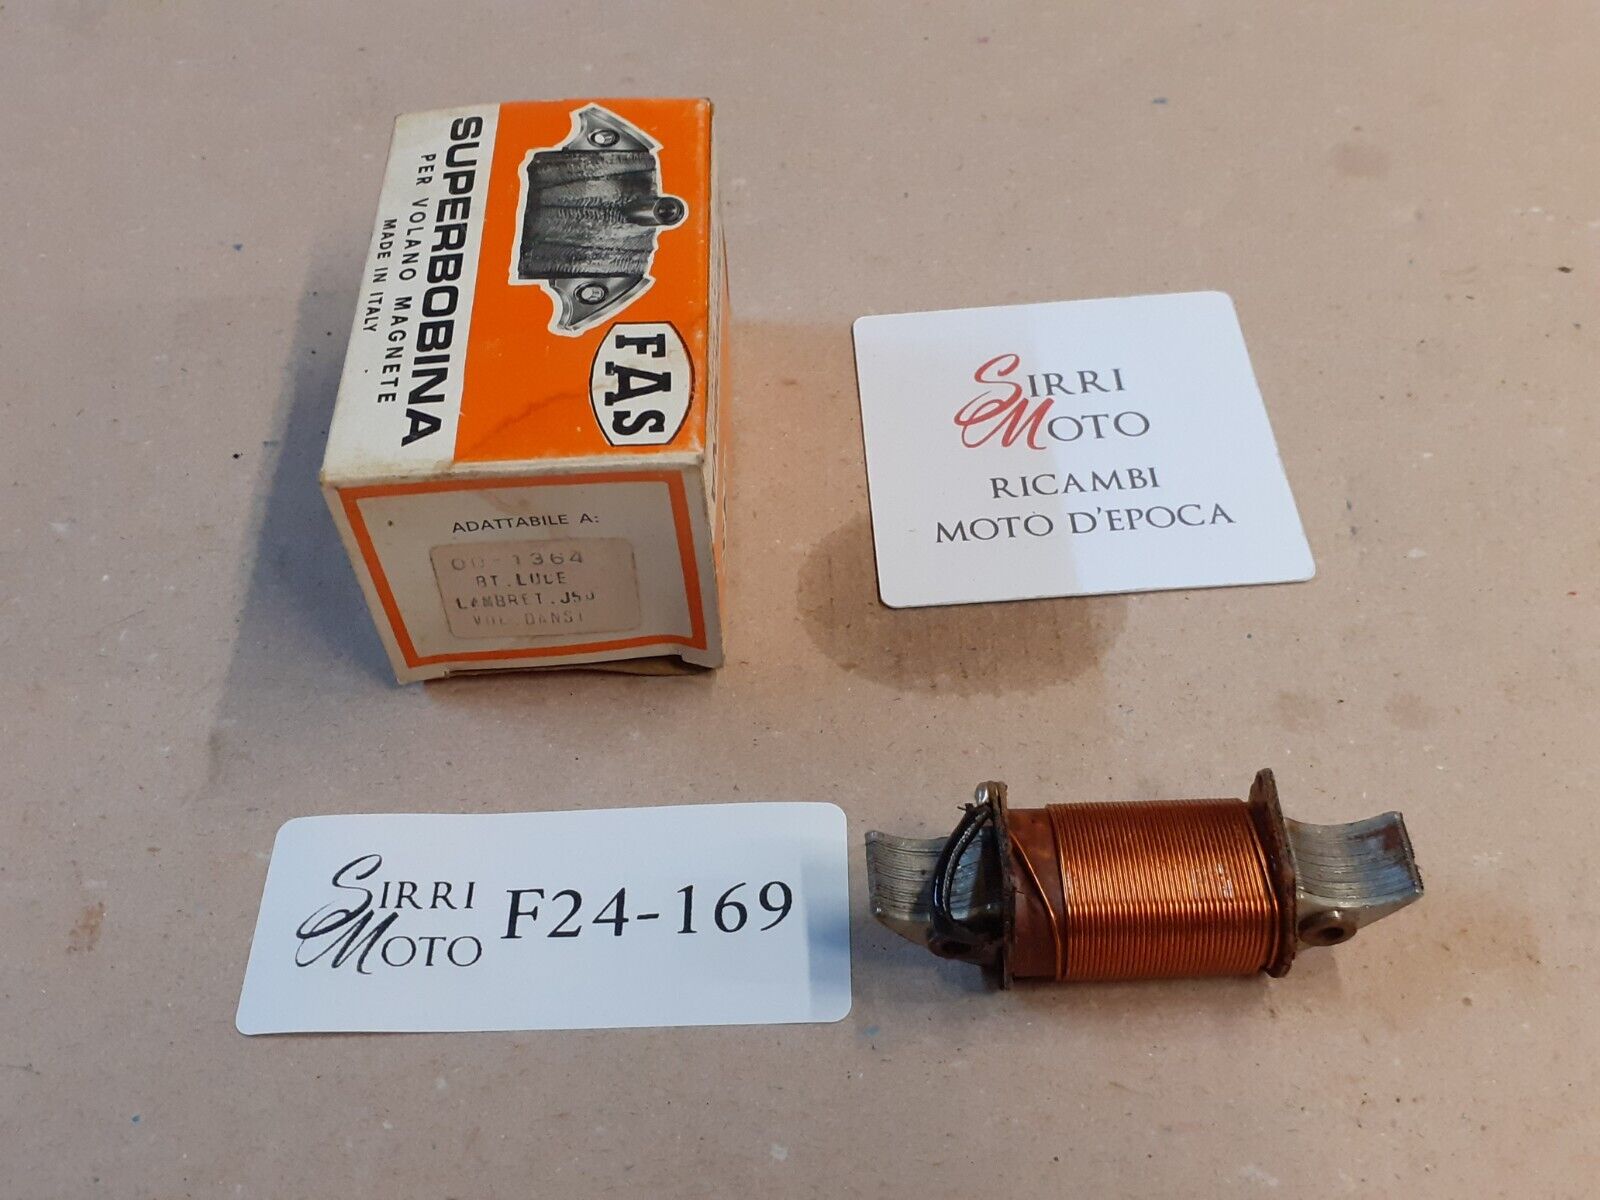 SUPERBOBINA
PER VOLANO MAGNETE
MADE IN ITALY
FAS
ADATTABILE A:
00-1364
BT.LUCE
LAMBRET.J50
VOL.DANSI
SIRRI
MOTO
RICAMBI
MOTO D'EPOCA
SIRRI
MOTO
F24-169